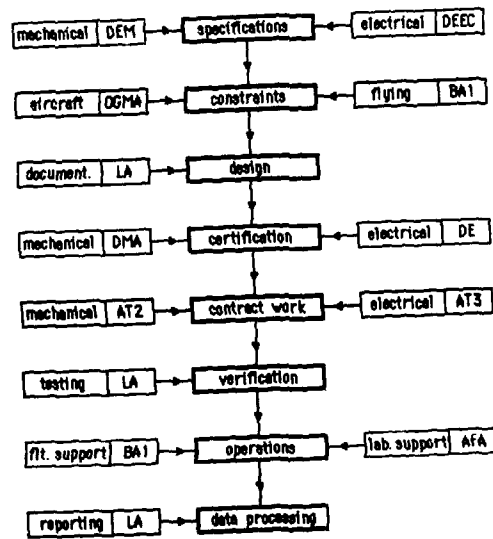 mechanical DEM specifications electrical DEEC
aircraft OGMA constraints flying BA1
document. LA design
mechanical DMA certification electrical DE
mechanical AT2 contract work electrical AT3
testing LA verification
flt. support BA1 operations lab. support AfA
reporting LA data processing